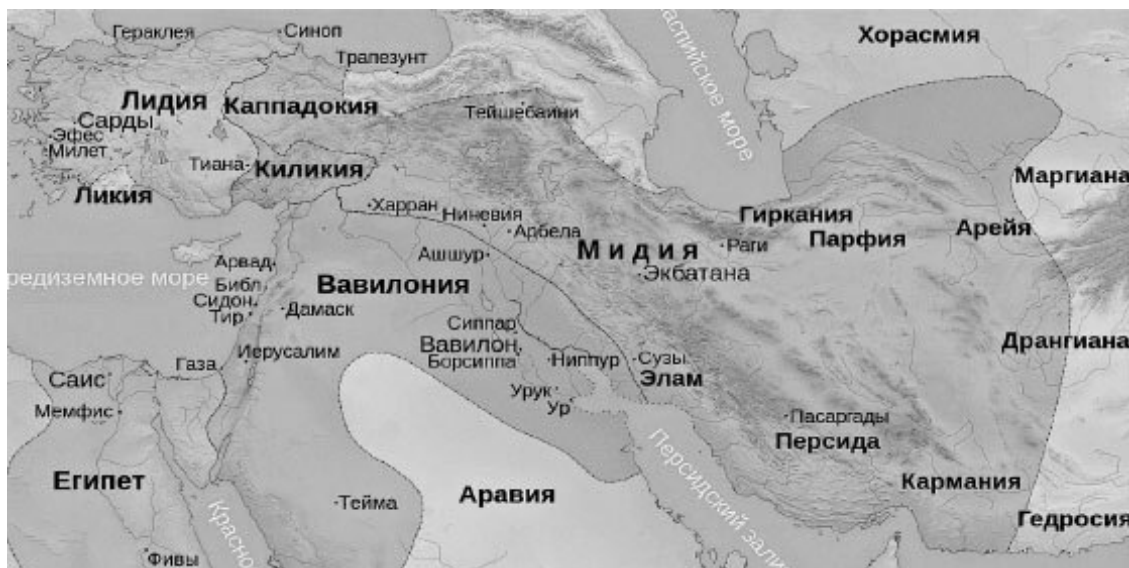 Гераклея
Синоп
Хорасмия
Трапезунт
аспийское море
Лидия
Каппадокия
Тейшебаини
Сарды
Эфес
Милет
Тиана
Киликия
Ликия
Маргиана
Харран
Ниневия
Гиркания
Арбела
Мидия
Раги
Парфия
Арейя
Ашшур
Экбатана
Арвад
редиземное море
Библ
Вавилония
Сидон
Тир
Дамаск
Сиппар
Вавилон
Дрангиана
Иерусалим
Борсиппа
Ниппур
Сузы
Газа
Элам
Саис
Урук
Ур
Мемфис
Пасаргады
Персида
Персидский зали
Египет
Аравия
Кармания
Тейма
Красно
Гедросия
Фивы